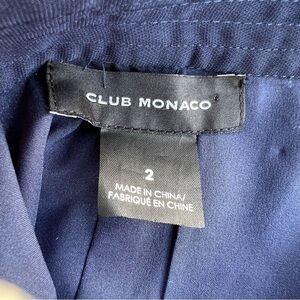 CLUB MONACO
2
MADE IN CHINA/
FABRIQUÉ EN CHINE